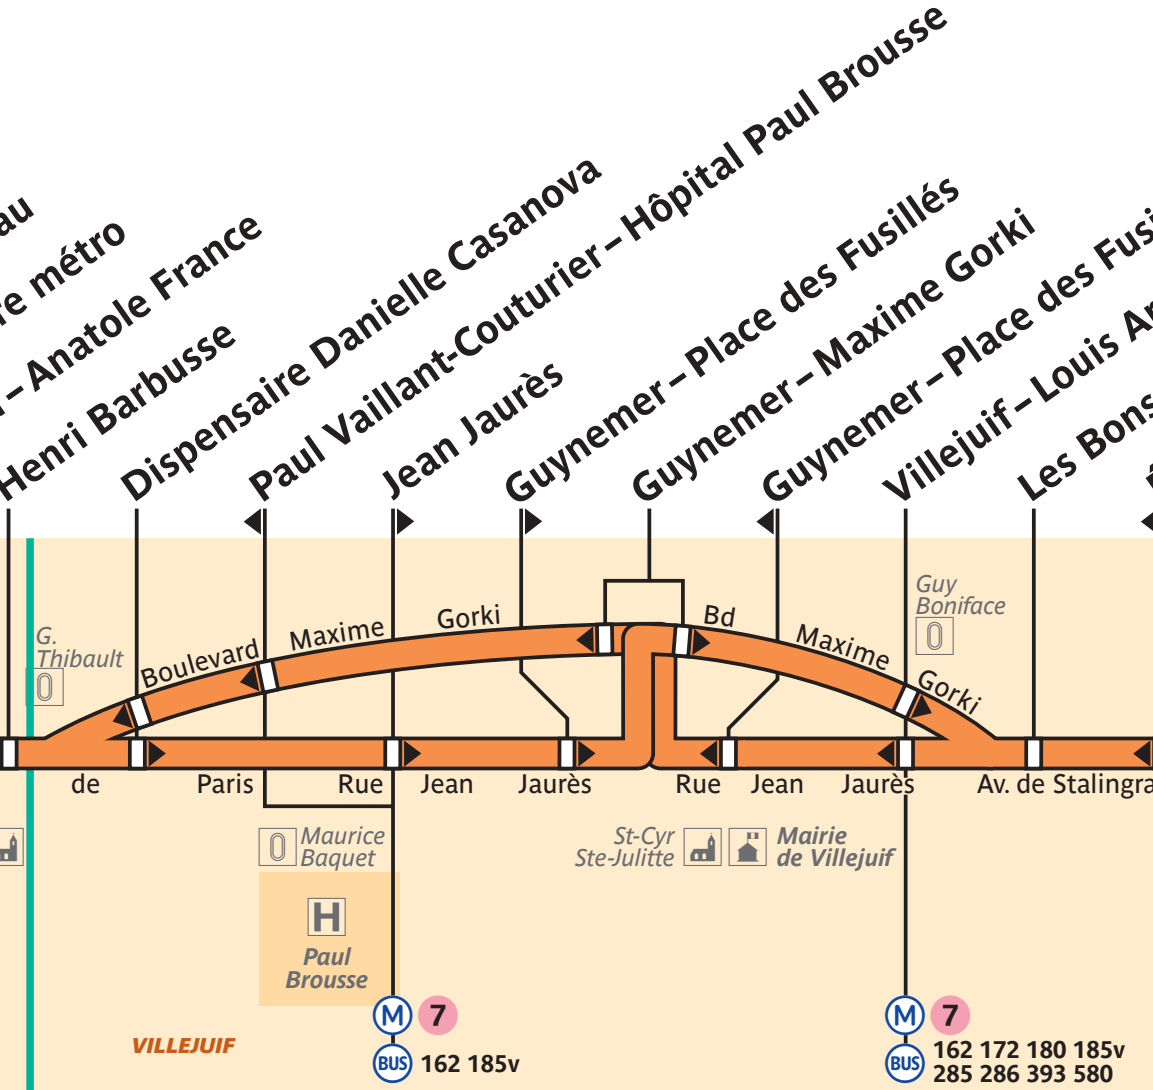 au
re métro
– Anatole France
Henri Barbusse
Dispensaire Danielle Casanova
Paul Vaillant-Couturier – Hôpital Paul Brousse
Jean Jaurès
Guynemer – Place des Fusillés
Guynemer – Maxime Gorki
Guynemer – Place des Fusi
Villejuif – Louis Ar
Les Bons
G.
Thibault
Boulevard Maxime Gorki
Bd Maxime Gorki
Guy
Boniface
de Paris Rue Jean Jaurès Rue Jean Jaurès Av. de Stalingra
Maurice
Baquet
St-Cyr
Ste-Julitte
Mairie
de Villejuif
H
Paul
Brousse
M 7
BUS 162 185v
M 7
BUS 162 172 180 185v
285 286 393 580
VILLEJUIF